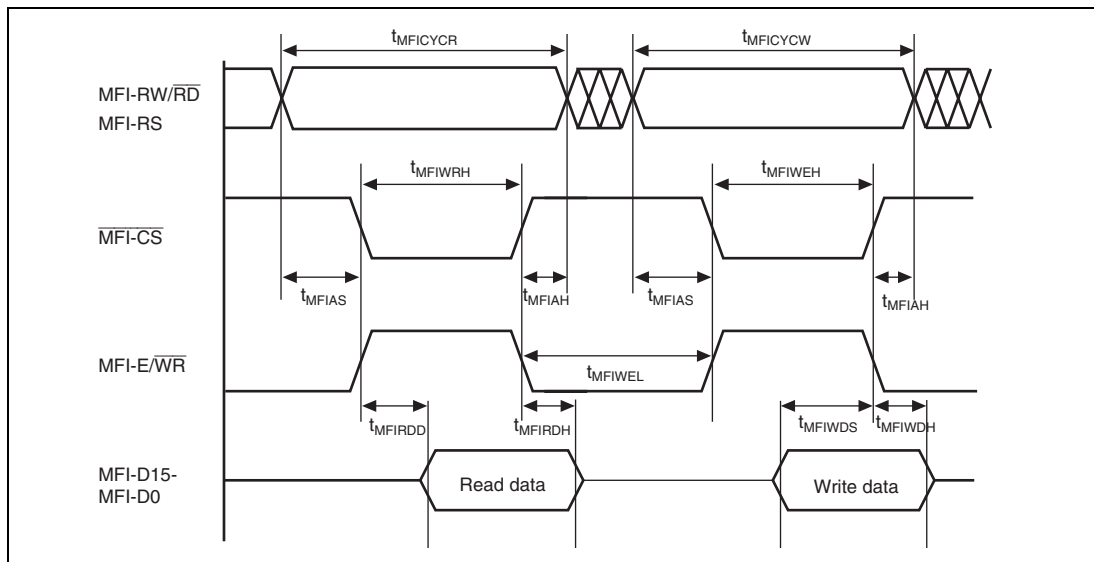 tMFICYCR tMFICYCW
MFI-RW/RD
MFI-RS
tMFIWRH tMFIWEH
MFI-CS
tMFIAS tMFIAH tMFIAS tMFIAH
MFI-E/WR
tMFIWEL
tMFIRDD tMFIRDH tMFIWDS tMFIWDH
MFI-D15-
MFI-D0
Read data Write data